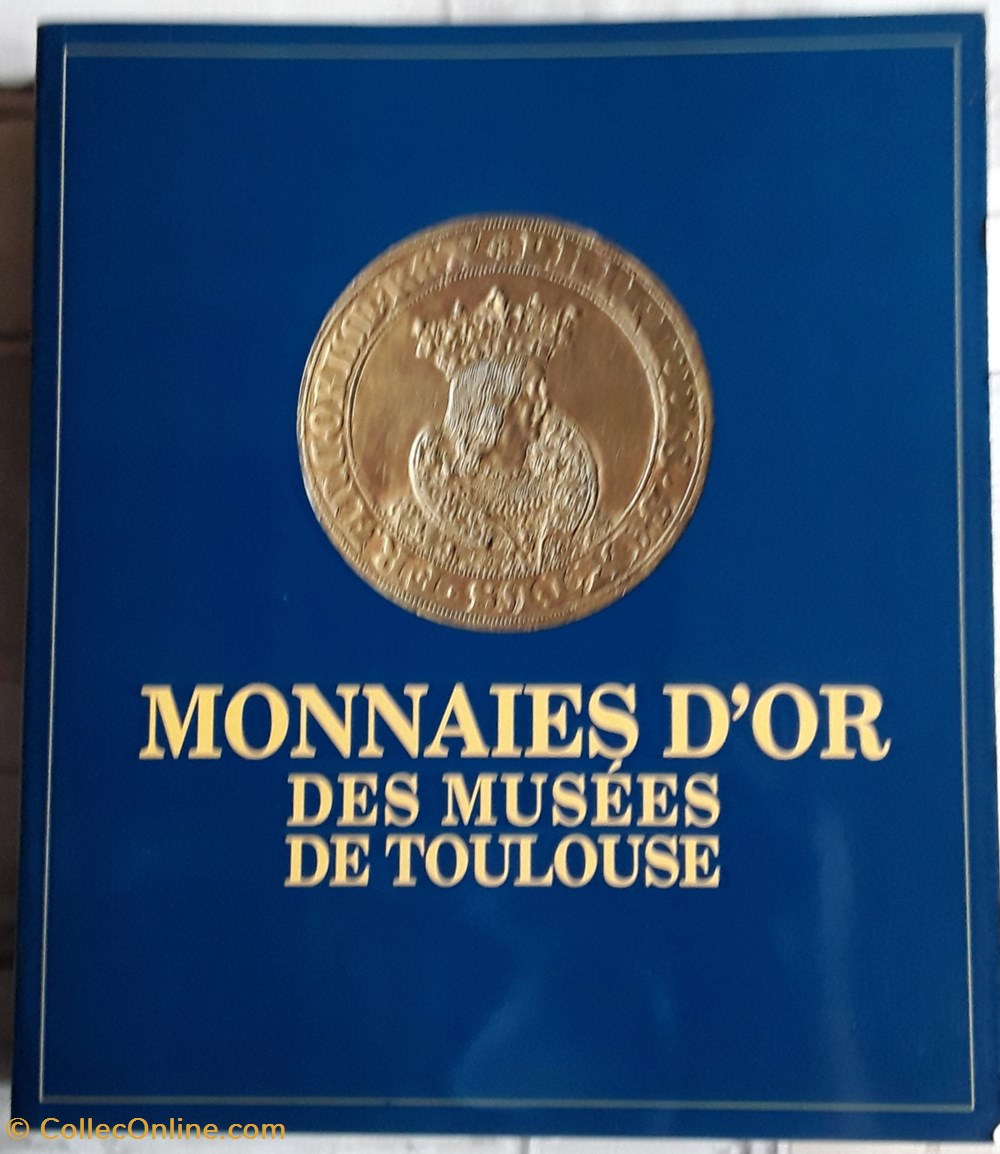 MONNAIES D'OR
DES MUSÉES
DE TOULOUSE
© CollecOnline.com